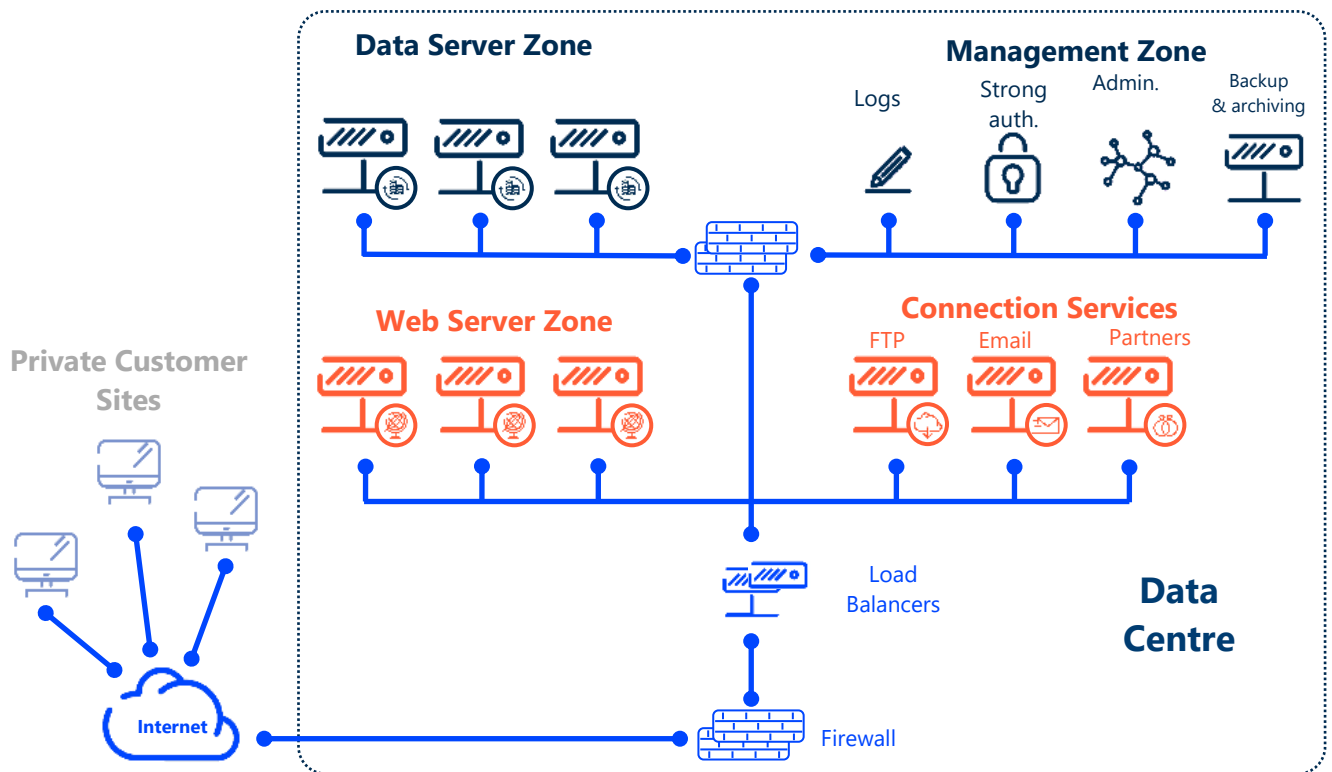 Data Server Zone
Management Zone
Logs
Strong
auth.
Admin.
Backup
& archiving
Web Server Zone
Connection Services
FTP
Email
Partners
Private Customer
Sites
Load
Balancers
Data
Centre
Internet
Firewall